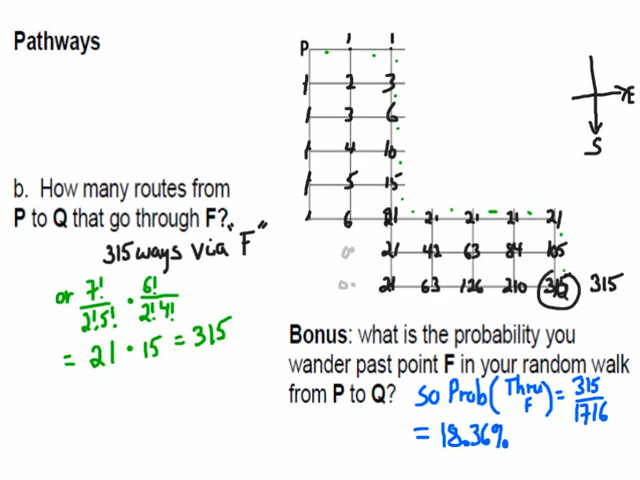 Pathways
P 1 1
1 2 3
1 3 6
1 4 10
1 5 15
1 6 21 21 21 21 21
0 21 42 63 84 105
0 21 63 126 210 315 315
E
S
b. How many routes from
P to Q that go through F?
315 ways via "F"
or 7!/2!5! · 6!/2!4!
= 21 · 15 = 315
Bonus: what is the probability you
wander past point F in your random walk
from P to Q?
so Prob(Thru F) = 315/1716
= 18.36%